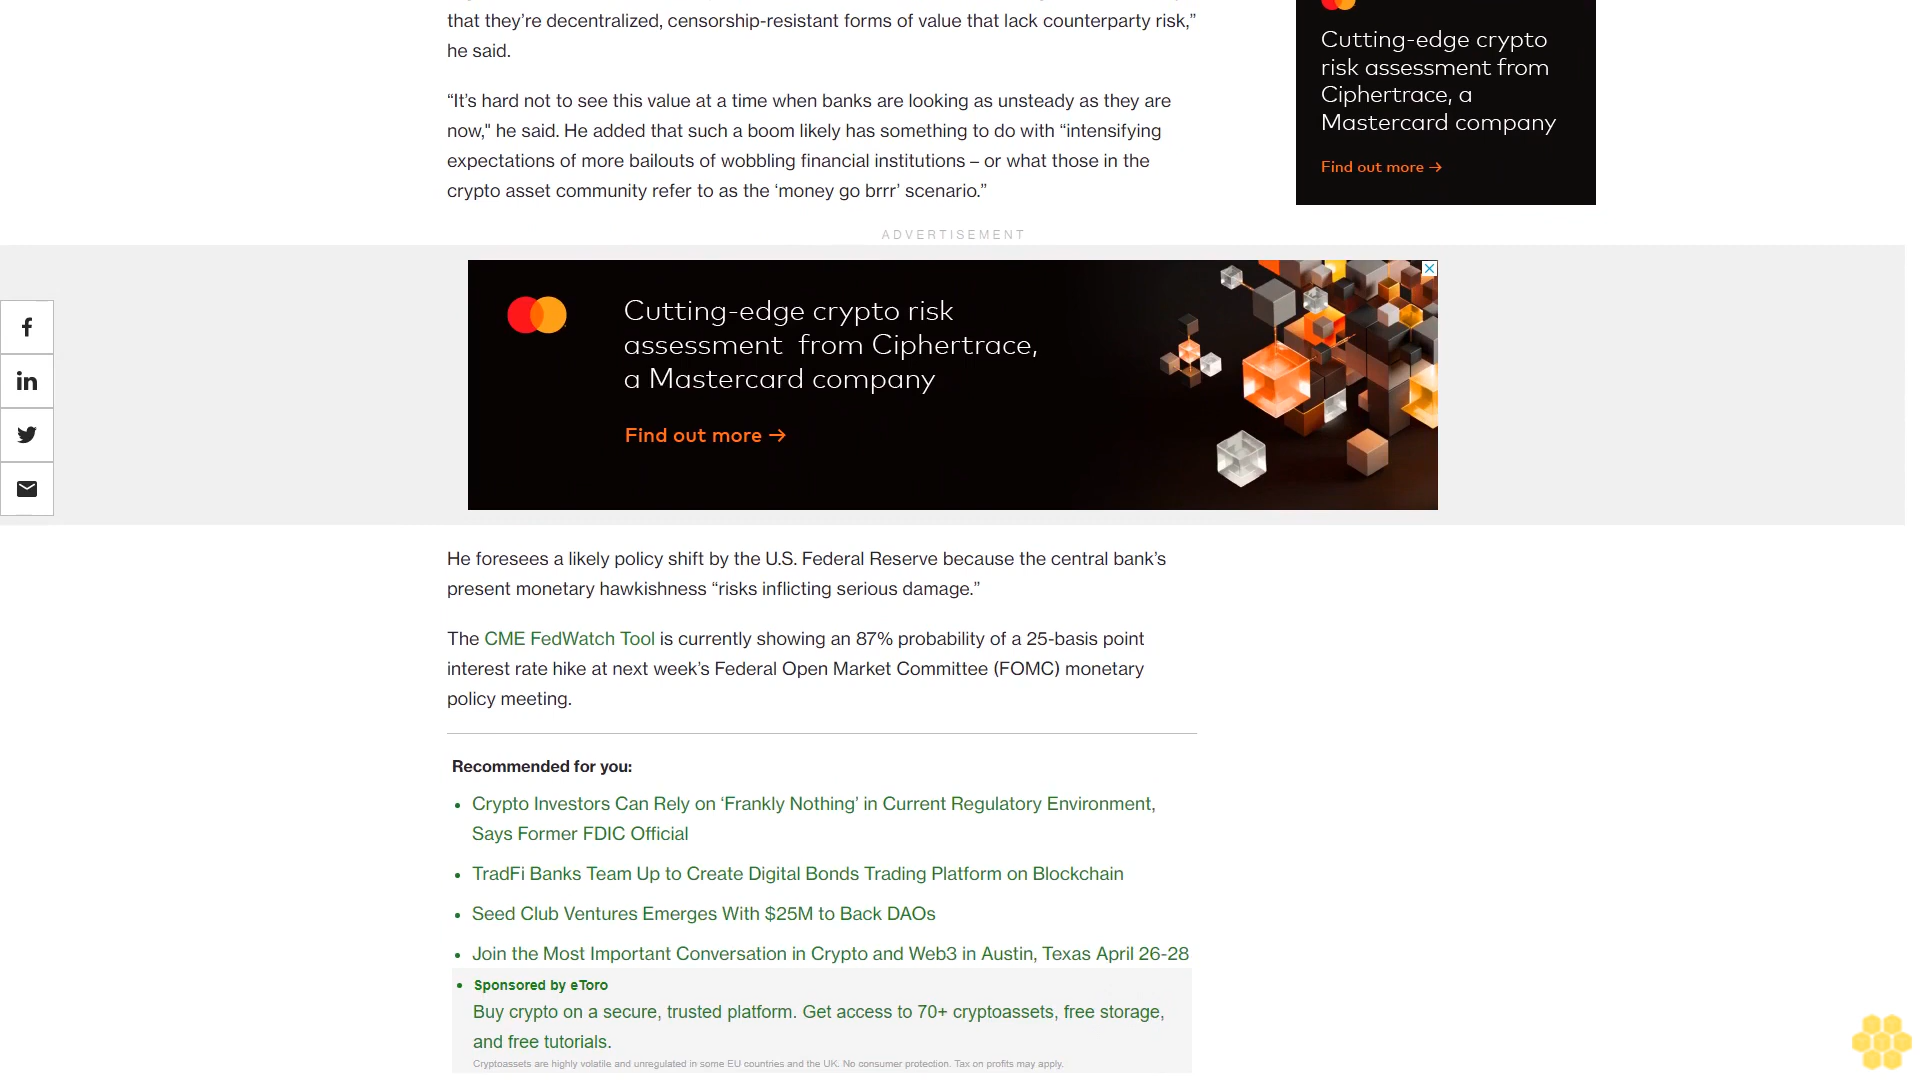 that they’re decentralized, censorship-resistant forms of value that lack counterparty risk,”
he said.
“It’s hard not to see this value at a time when banks are looking as unsteady as they are
now," he said. He added that such a boom likely has something to do with “intensifying
expectations of more bailouts of wobbling financial institutions – or what those in the
crypto asset community refer to as the ‘money go brrr’ scenario.”
Cutting-edge crypto
risk assessment from
Ciphertrace, a
Mastercard company
Find out more →
ADVERTISEMENT
Cutting-edge crypto risk
assessment from Ciphertrace,
a Mastercard company
Find out more →
He foresees a likely policy shift by the U.S. Federal Reserve because the central bank’s
present monetary hawkishness “risks inflicting serious damage.”
The CME FedWatch Tool is currently showing an 87% probability of a 25-basis point
interest rate hike at next week’s Federal Open Market Committee (FOMC) monetary
policy meeting.
Recommended for you:
• Crypto Investors Can Rely on ‘Frankly Nothing’ in Current Regulatory Environment,
Says Former FDIC Official
• TradFi Banks Team Up to Create Digital Bonds Trading Platform on Blockchain
• Seed Club Ventures Emerges With $25M to Back DAOs
• Join the Most Important Conversation in Crypto and Web3 in Austin, Texas April 26-28
• Sponsored by eToro
Buy crypto on a secure, trusted platform. Get access to 70+ cryptoassets, free storage,
and free tutorials.
Cryptoassets are highly volatile and unregulated in some EU countries and the UK. No consumer protection. Tax on profits may apply.